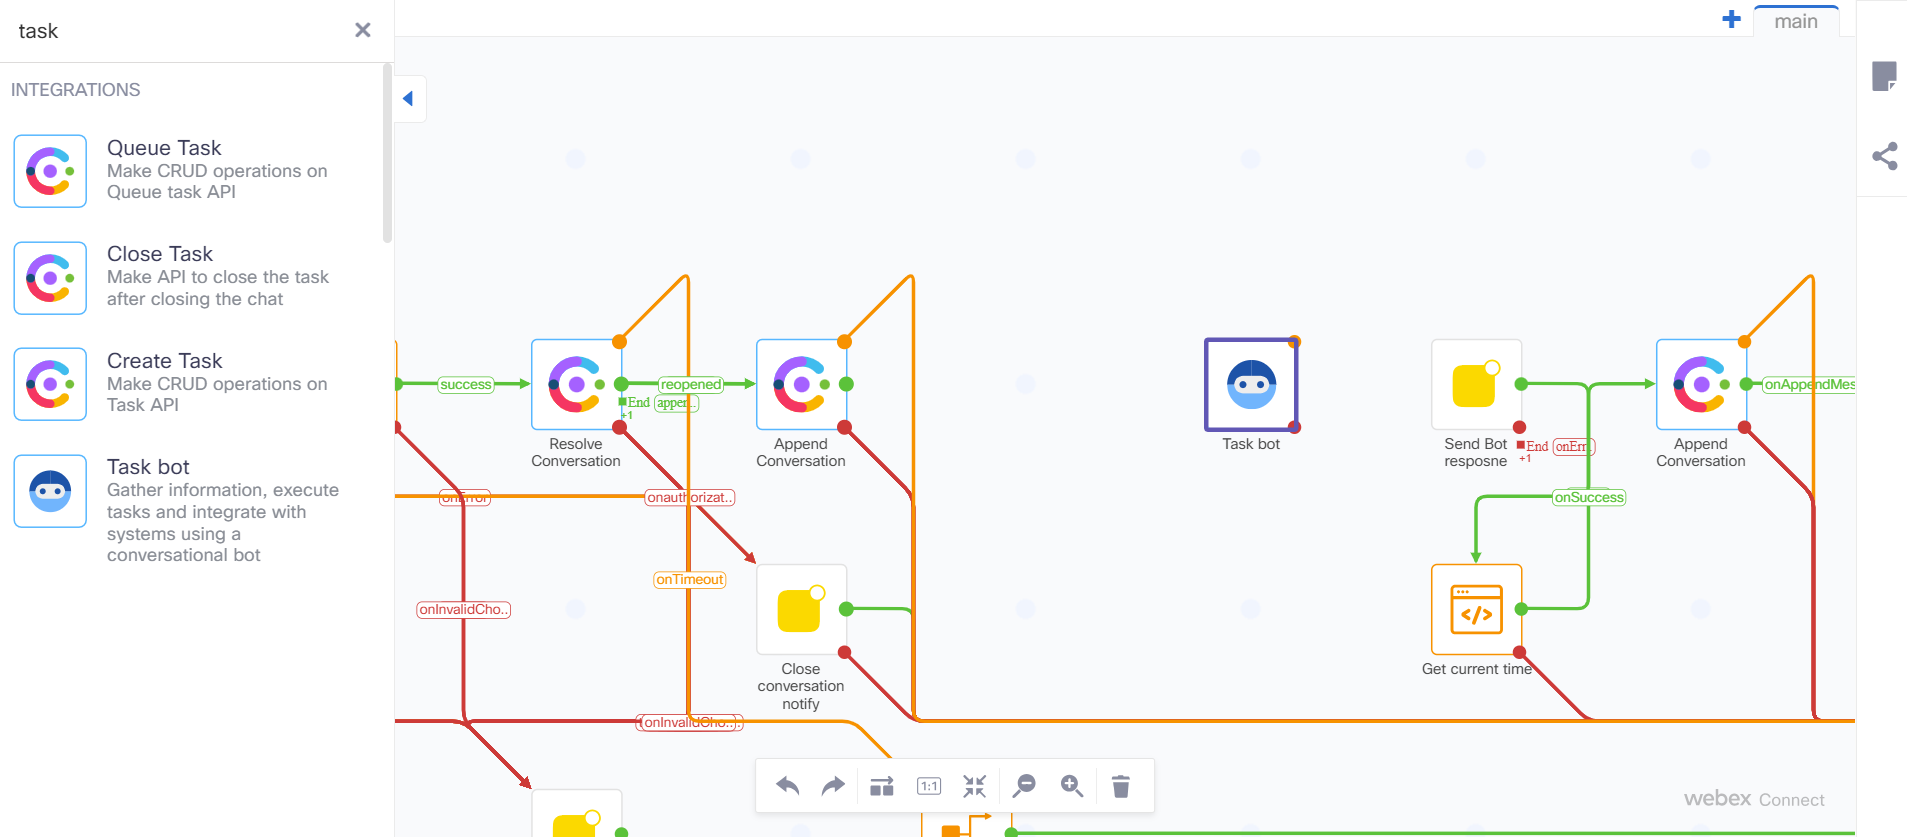 task
INTEGRATIONS
Queue Task
Make CRUD operations on
Queue task API
Close Task
Make API to close the task
after closing the chat
Create Task
Make CRUD operations on
Task API
Task bot
Gather information, execute
tasks and integrate with
systems using a
conversational bot
main
success
reopened
End appen..
+1
Resolve
Conversation
Append
Conversation
Task bot
Send Bot
resposne
End onErr..
+1
Append
Conversation
onAppendMes
onError
onauthorizat..
onSuccess
onTimeout
onInvalidCho..
Close
conversation
notify
Get current time
onInvalidCho..
1:1
webex Connect